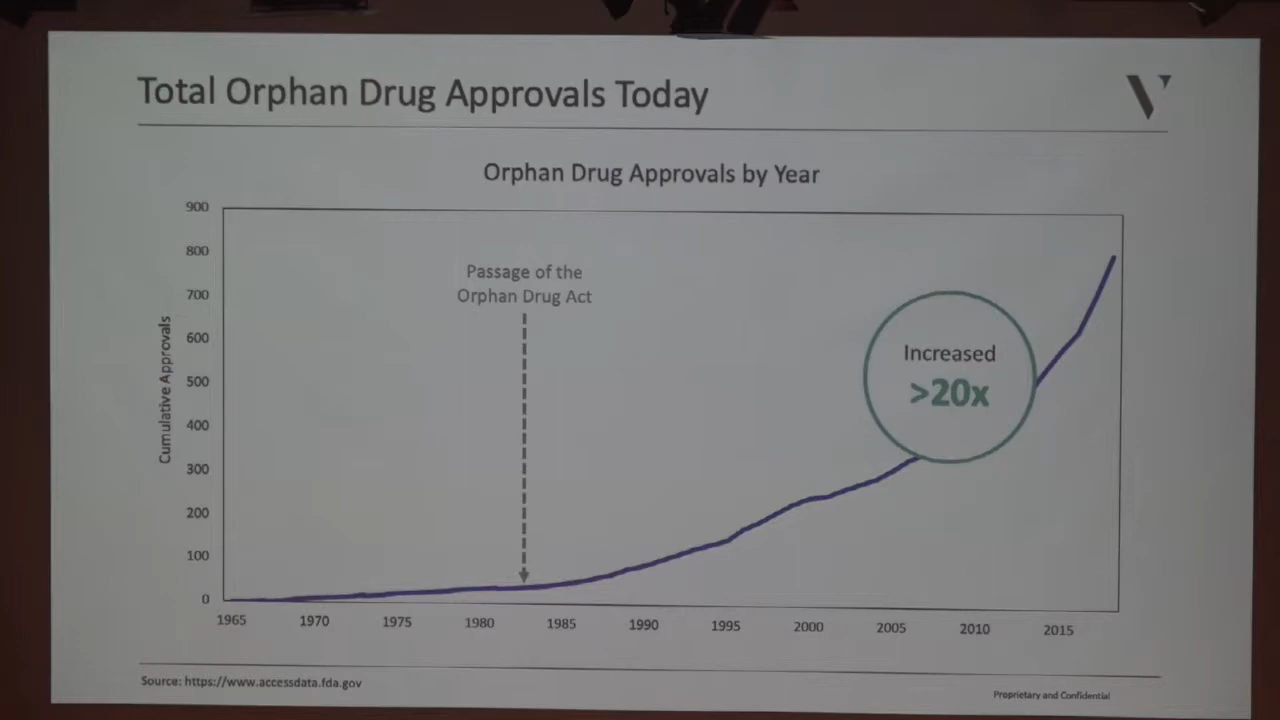 Total Orphan Drug Approvals Today
Orphan Drug Approvals by Year
900
800
700
600
500
400
300
200
100
0
Cumulative Approvals
Passage of the
Orphan Drug Act
Increased
>20x
1965 1970 1975 1980 1985 1990 1995 2000 2005 2010 2015
Source: https://www.accessdata.fda.gov
Proprietary and Confidential